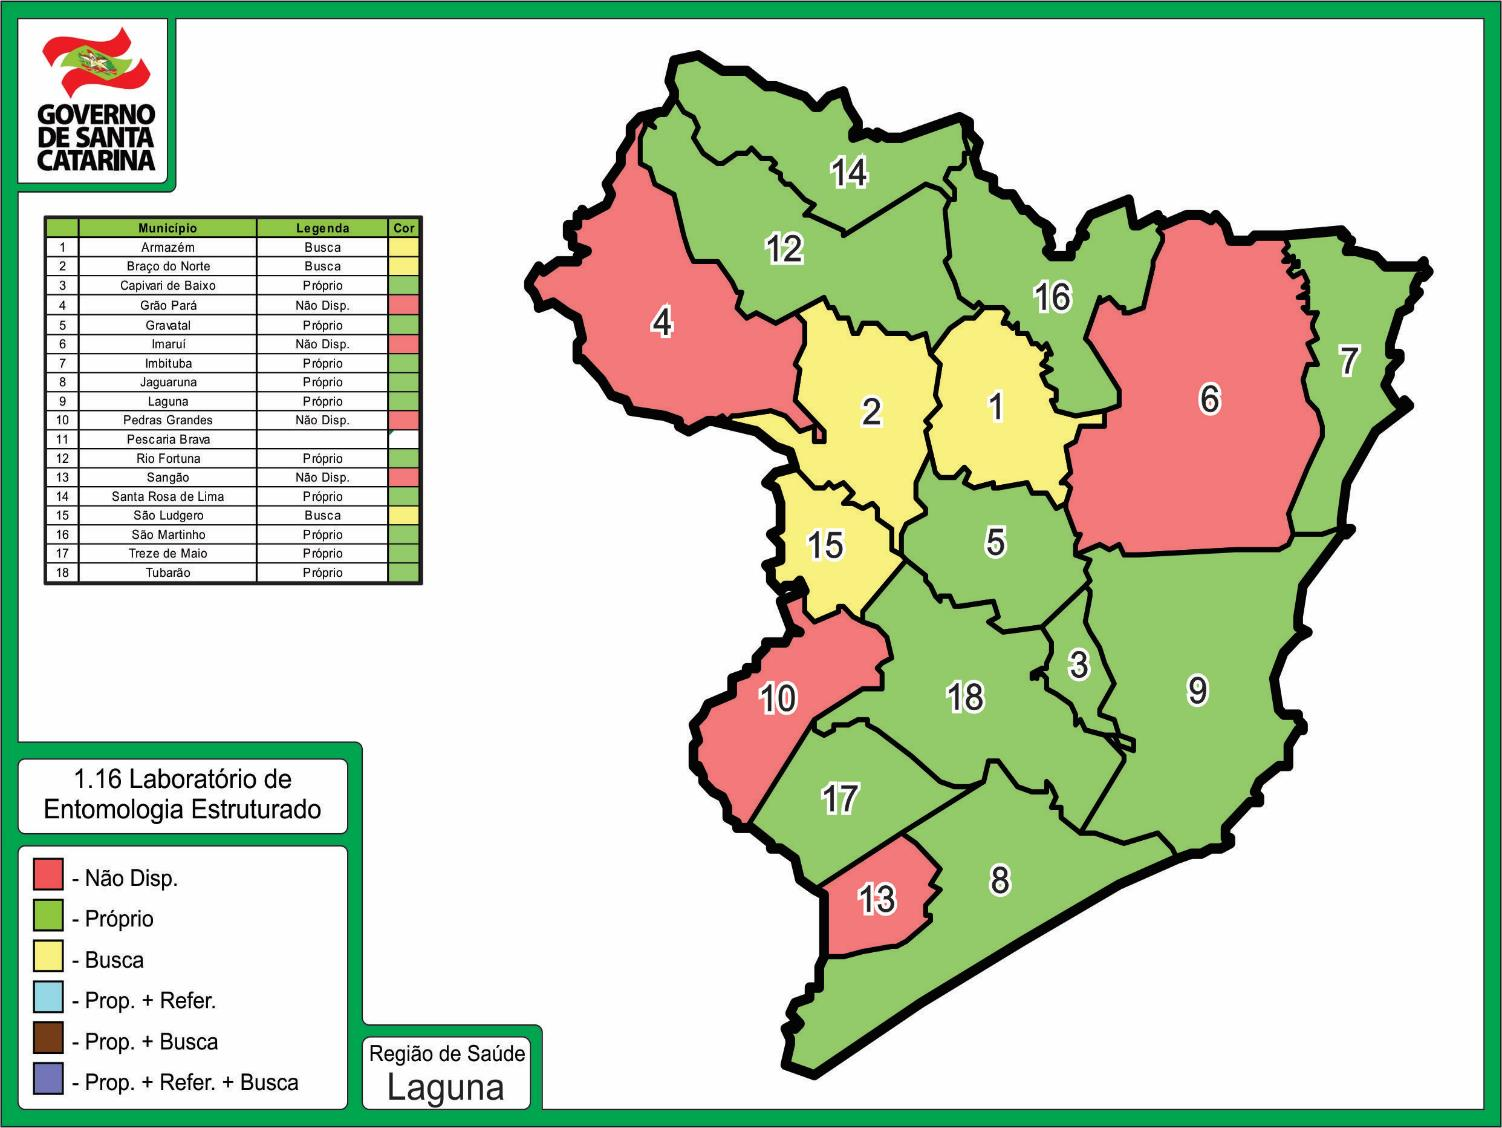 GOVERNO
DE SANTA
CATARINA
Município Legenda Cor
1 Armazém Busca
2 Braço do Norte Busca
3 Capivari de Baixo Próprio
4 Grão Pará Não Disp.
5 Gravatal Próprio
6 Imaruí Não Disp.
7 Imbituba Próprio
8 Jaguaruna Próprio
9 Laguna Próprio
10 Pedras Grandes Não Disp.
11 Pescaria Brava
12 Rio Fortuna Próprio
13 Sangão Não Disp.
14 Santa Rosa de Lima Próprio
15 São Ludgero Busca
16 São Martinho Próprio
17 Treze de Maio Próprio
18 Tubarão Próprio
14
12
16
4
7
6
2
1
5
15
3
10
18
9
17
13
8
1.16 Laboratório de
Entomologia Estruturado
- Não Disp.
- Próprio
- Busca
- Prop. + Refer.
- Prop. + Busca
- Prop. + Refer. + Busca
Região de Saúde
Laguna